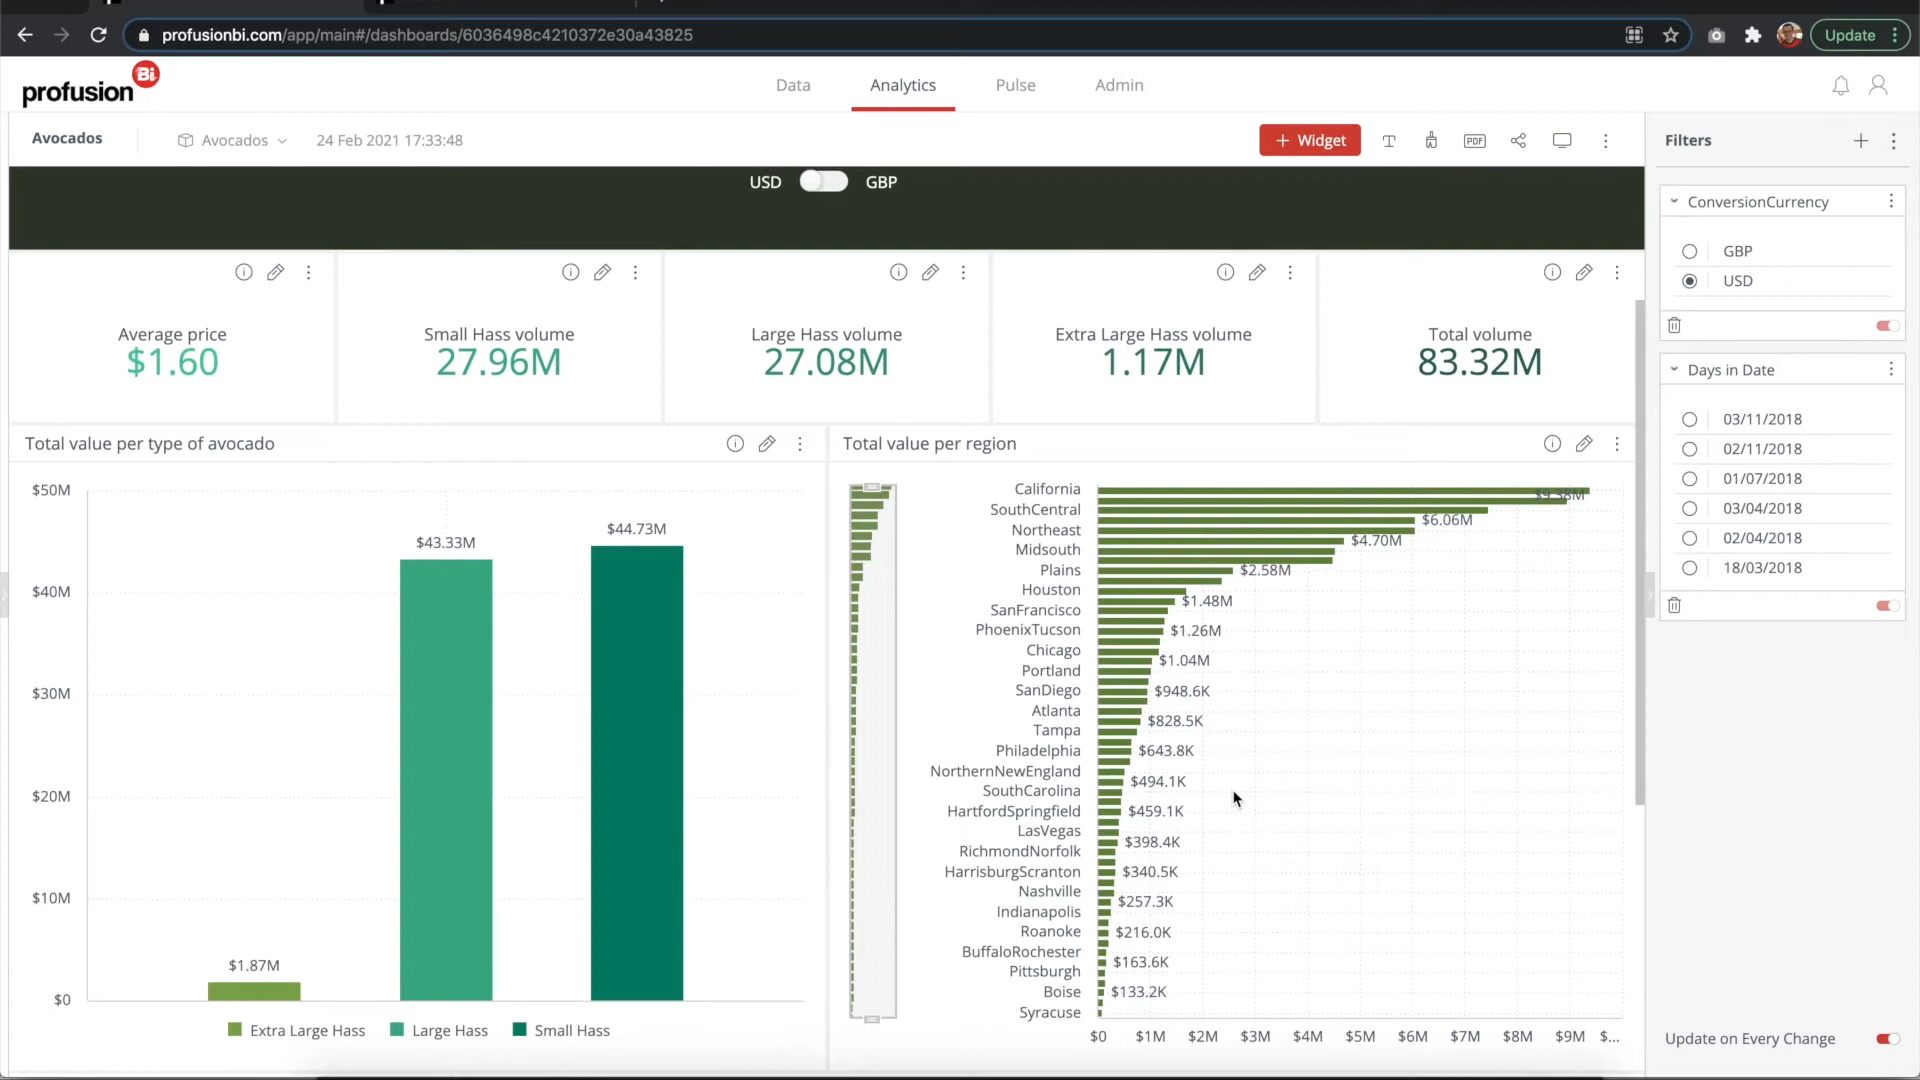 profusionbi.com/app/main#/dashboards/6036498c4210372e30a43825
Update
profusion Bi
Data
Analytics
Pulse
Admin
Avocados
Avocados
24 Feb 2021 17:33:48
+ Widget
PDF
Filters
USD
GBP
ConversionCurrency
GBP
USD
Average price
$1.60
Small Hass volume
27.96M
Large Hass volume
27.08M
Extra Large Hass volume
1.17M
Total volume
83.32M
Days in Date
03/11/2018
02/11/2018
01/07/2018
03/04/2018
02/04/2018
18/03/2018
Total value per type of avocado
$50M
$40M
$30M
$20M
$10M
$0
$1.87M
$43.33M
$44.73M
Extra Large Hass
Large Hass
Small Hass
Total value per region
California
$9.38M
SouthCentral
$6.06M
Northeast
$4.70M
Midsouth
Plains
$2.58M
Houston
$1.48M
SanFrancisco
PhoenixTucson
$1.26M
Chicago
$1.04M
Portland
SanDiego
$948.6K
Atlanta
$828.5K
Tampa
Philadelphia
$643.8K
NorthernNewEngland
$494.1K
SouthCarolina
HartfordSpringfield
$459.1K
LasVegas
$398.4K
RichmondNorfolk
HarrisburgScranton
$340.5K
Nashville
$257.3K
Indianapolis
Roanoke
$216.0K
BuffaloRochester
$163.6K
Pittsburgh
Boise
$133.2K
Syracuse
$0
$1M
$2M
$3M
$4M
$5M
$6M
$7M
$8M
$9M
$...
Update on Every Change